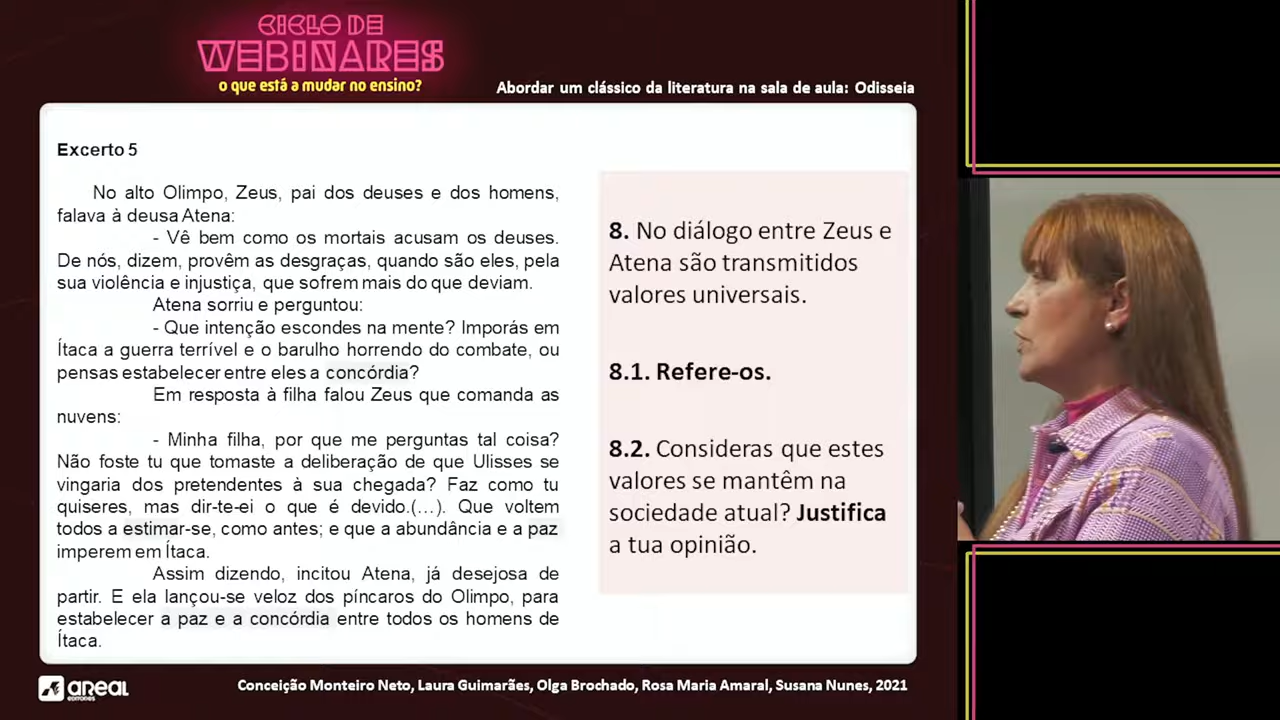 CICLO DE
WEBINARES
o que está a mudar no ensino?
Abordar um clássico da literatura na sala de aula: Odisseia
Excerto 5
No alto Olimpo, Zeus, pai dos deuses e dos homens,
falava à deusa Atena:
- Vê bem como os mortais acusam os deuses.
De nós, dizem, provêm as desgraças, quando são eles, pela
sua violência e injustiça, que sofrem mais do que deviam.
Atena sorriu e perguntou:
- Que intenção escondes na mente? Imporás em
Ítaca a guerra terrível e o barulho horrendo do combate, ou
pensas estabelecer entre eles a concórdia?
Em resposta à filha falou Zeus que comanda as
nuvens:
- Minha filha, por que me perguntas tal coisa?
Não foste tu que tomaste a deliberação de que Ulisses se
vingaria dos pretendentes à sua chegada? Faz como tu
quiseres, mas dir-te-ei o que é devido.(...). Que voltem
todos a estimar-se, como antes; e que a abundância e a paz
imperem em Ítaca.
Assim dizendo, incitou Atena, já desejosa de
partir. E ela lançou-se veloz dos píncaros do Olimpo, para
estabelecer a paz e a concórdia entre todos os homens de
Ítaca.
8. No diálogo entre Zeus e
Atena são transmitidos
valores universais.
8.1. Refere-os.
8.2. Consideras que estes
valores se mantêm na
sociedade atual? Justifica
a tua opinião.
AREAL
EDITORES
Conceição Monteiro Neto, Laura Guimarães, Olga Brochado, Rosa Maria Amaral, Susana Nunes, 2021